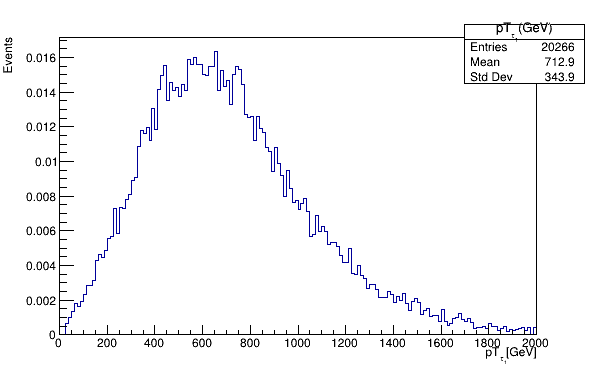 pTτ1(GeV)
Entries 20266
Mean 712.9
Std Dev 343.9
Events
0.016
0.014
0.012
0.01
0.008
0.006
0.004
0.002
0
0 200 400 600 800 1000 1200 1400 1600 1800 2000
pTτ1[GeV]